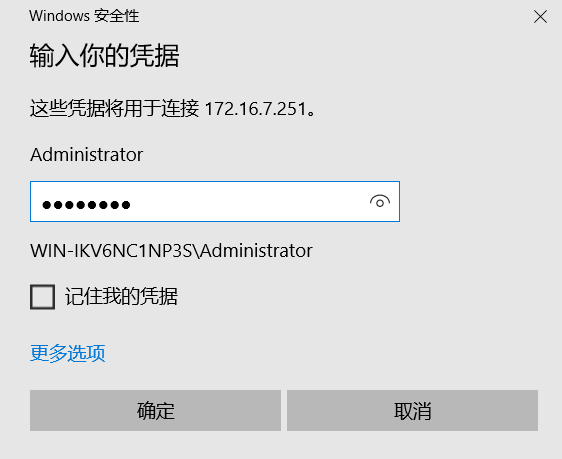 Windows 安全性
输入你的凭据
这些凭据将用于连接 172.16.7.251。
Administrator
●●●●●●●●
WIN-IKV6NC1NP3S\Administrator
记住我的凭据
更多选项
确定
取消